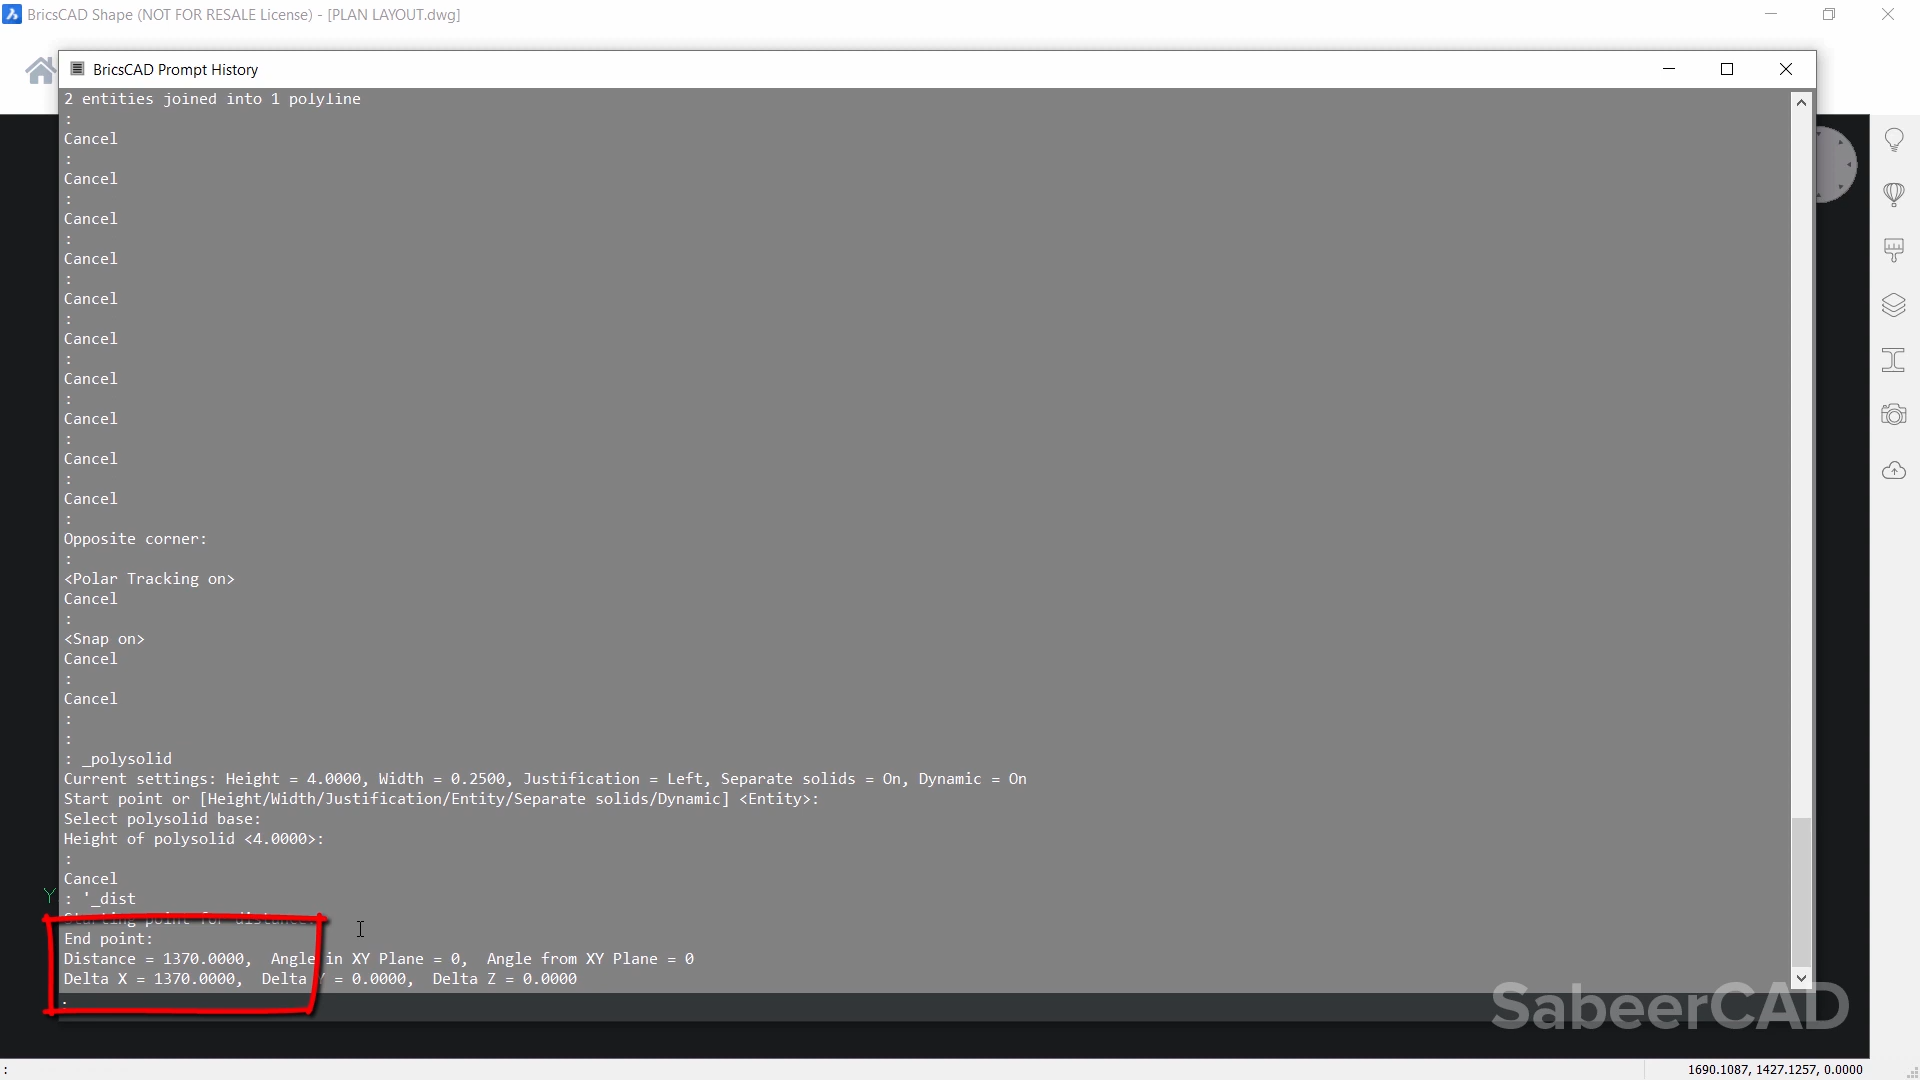 BricsCAD Shape (NOT FOR RESALE License) - [PLAN LAYOUT.dwg]
BricsCAD Prompt History
2 entities joined into 1 polyline
:
Cancel
:
Cancel
:
Cancel
:
Cancel
:
Cancel
:
Cancel
:
Cancel
:
Cancel
:
Cancel
:
Cancel
:
Opposite corner:
:
<Polar Tracking on>
Cancel
:
<Snap on>
Cancel
:
Cancel
:
:
: _polysolid
Current settings: Height = 4.0000, Width = 0.2500, Justification = Left, Separate solids = On, Dynamic = On
Start point or [Height/Width/Justification/Entity/Separate solids/Dynamic] <Entity>:
Select polysolid base:
Height of polysolid <4.0000>:
:
Cancel
: '_dist
Starting point for distance:
End point:
Distance = 1370.0000, Angle in XY Plane = 0, Angle from XY Plane = 0
Delta X = 1370.0000, Delta Y = 0.0000, Delta Z = 0.0000
:
Y
SabeerCAD
:
1690.1087, 1427.1257, 0.0000